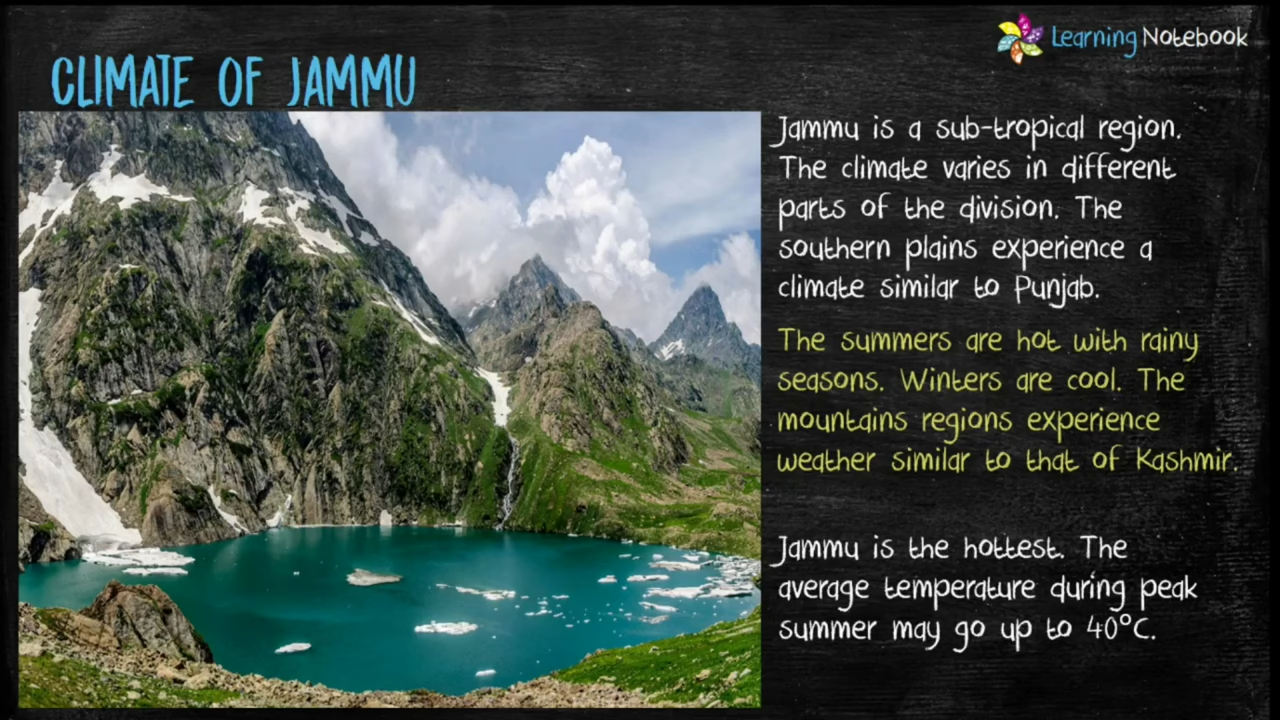 Learning Notebook
CLIMATE OF JAMMU
Jammu is a sub-tropical region.
The climate varies in different
parts of the division. The
southern plains experience a
climate similar to Punjab.
The summers are hot with rainy
seasons. Winters are cool. The
mountains regions experience
weather similar to that of Kashmir.
Jammu is the hottest. The
average temperature during peak
summer may go up to 40°C.